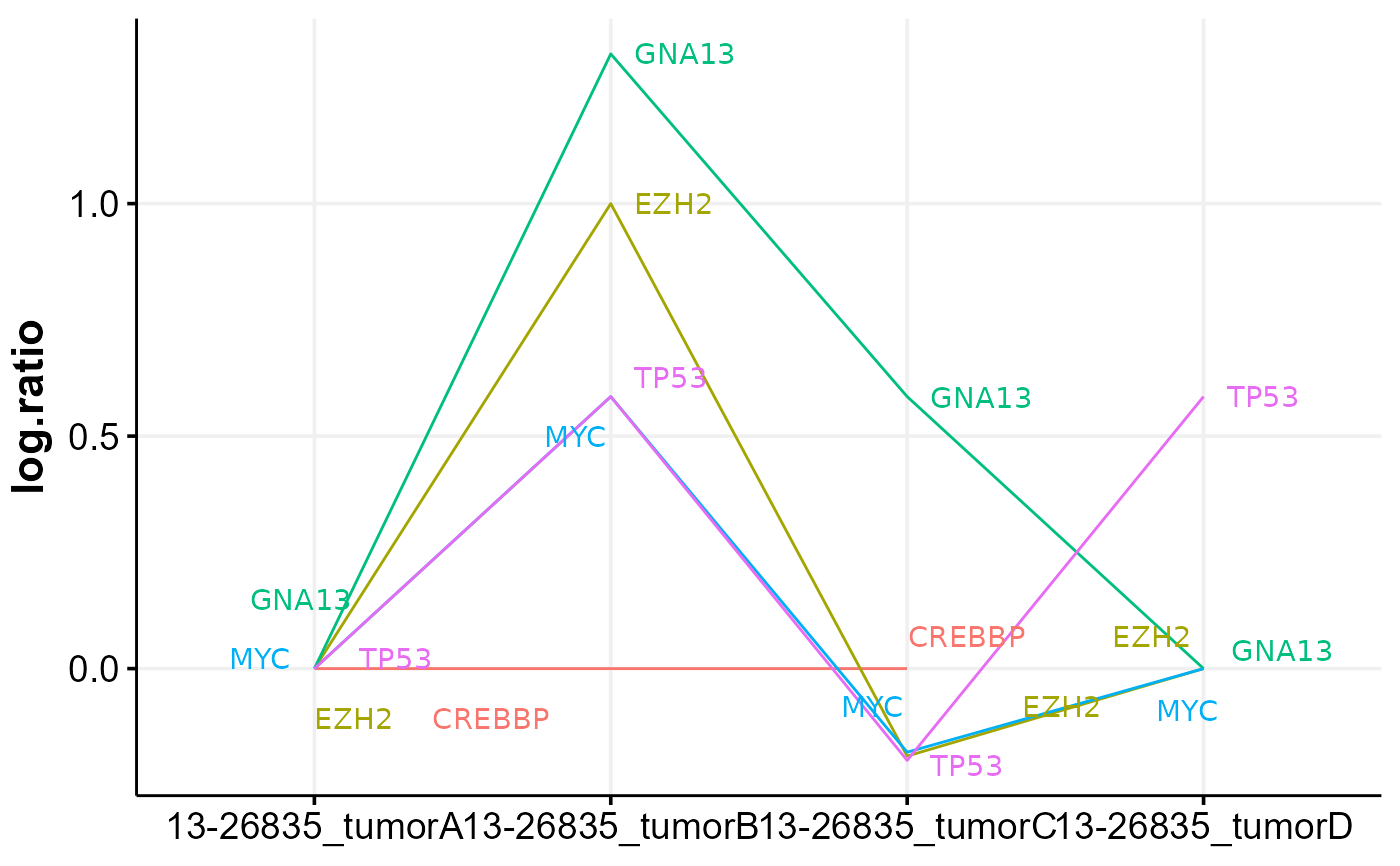 GNA13
1.0
EZH2
TP53
GNA13
TP53
0.5
MYC
log.ratio
GNA13
CREBBP
EZH2
GNA13
MYC
TP53
0.0
EZH2
CREBBP
MYC
EZH2
MYC
TP53
13-26835_tumorA13-26835_tumorB13-26835_tumorC13-26835_tumorD